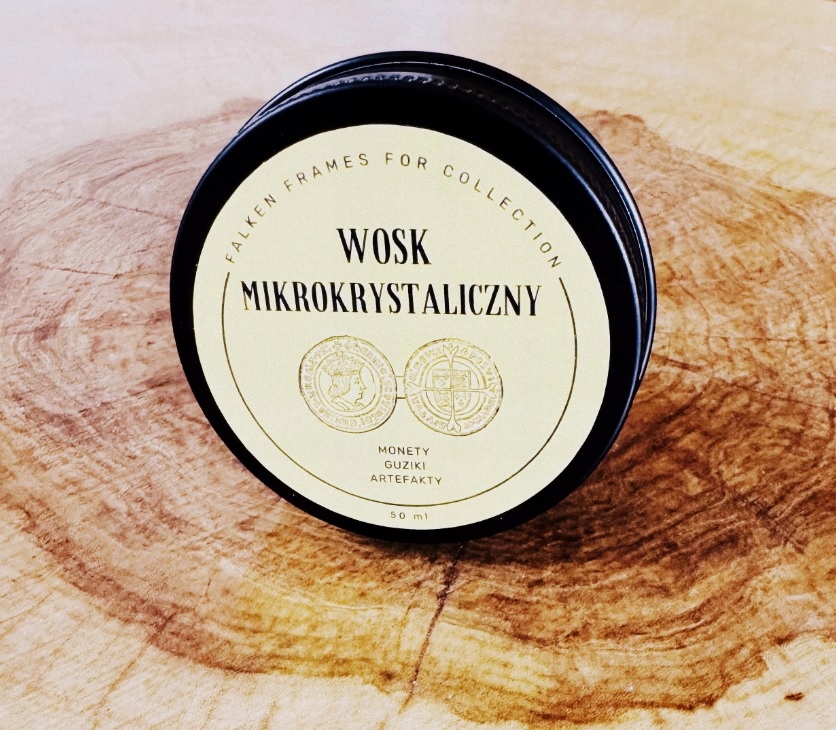 FALKEN FRAMES FOR COLLECTION
WOSK
MIKROKRYSTALICZNY
MONETY
GUZIKI
ARTEFAKTY
50 ml